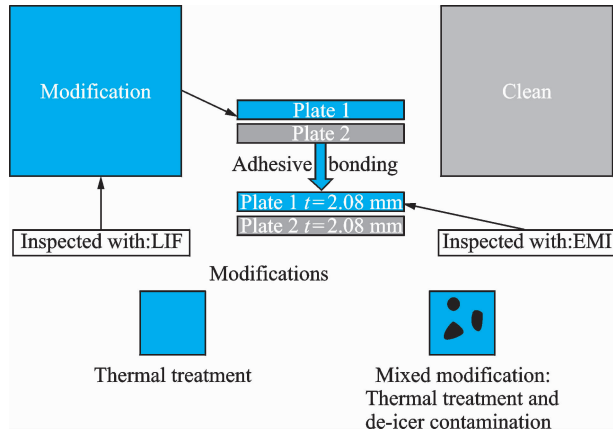 Modification
Clean
Plate 1
Plate 2
Adhesive bonding
Plate 1 t=2.08 mm
Plate 2 t=2.08 mm
Inspected with:LIF
Inspected with:EMI
Modifications
Thermal treatment
Mixed modification:
Thermal treatment and
de-icer contamination